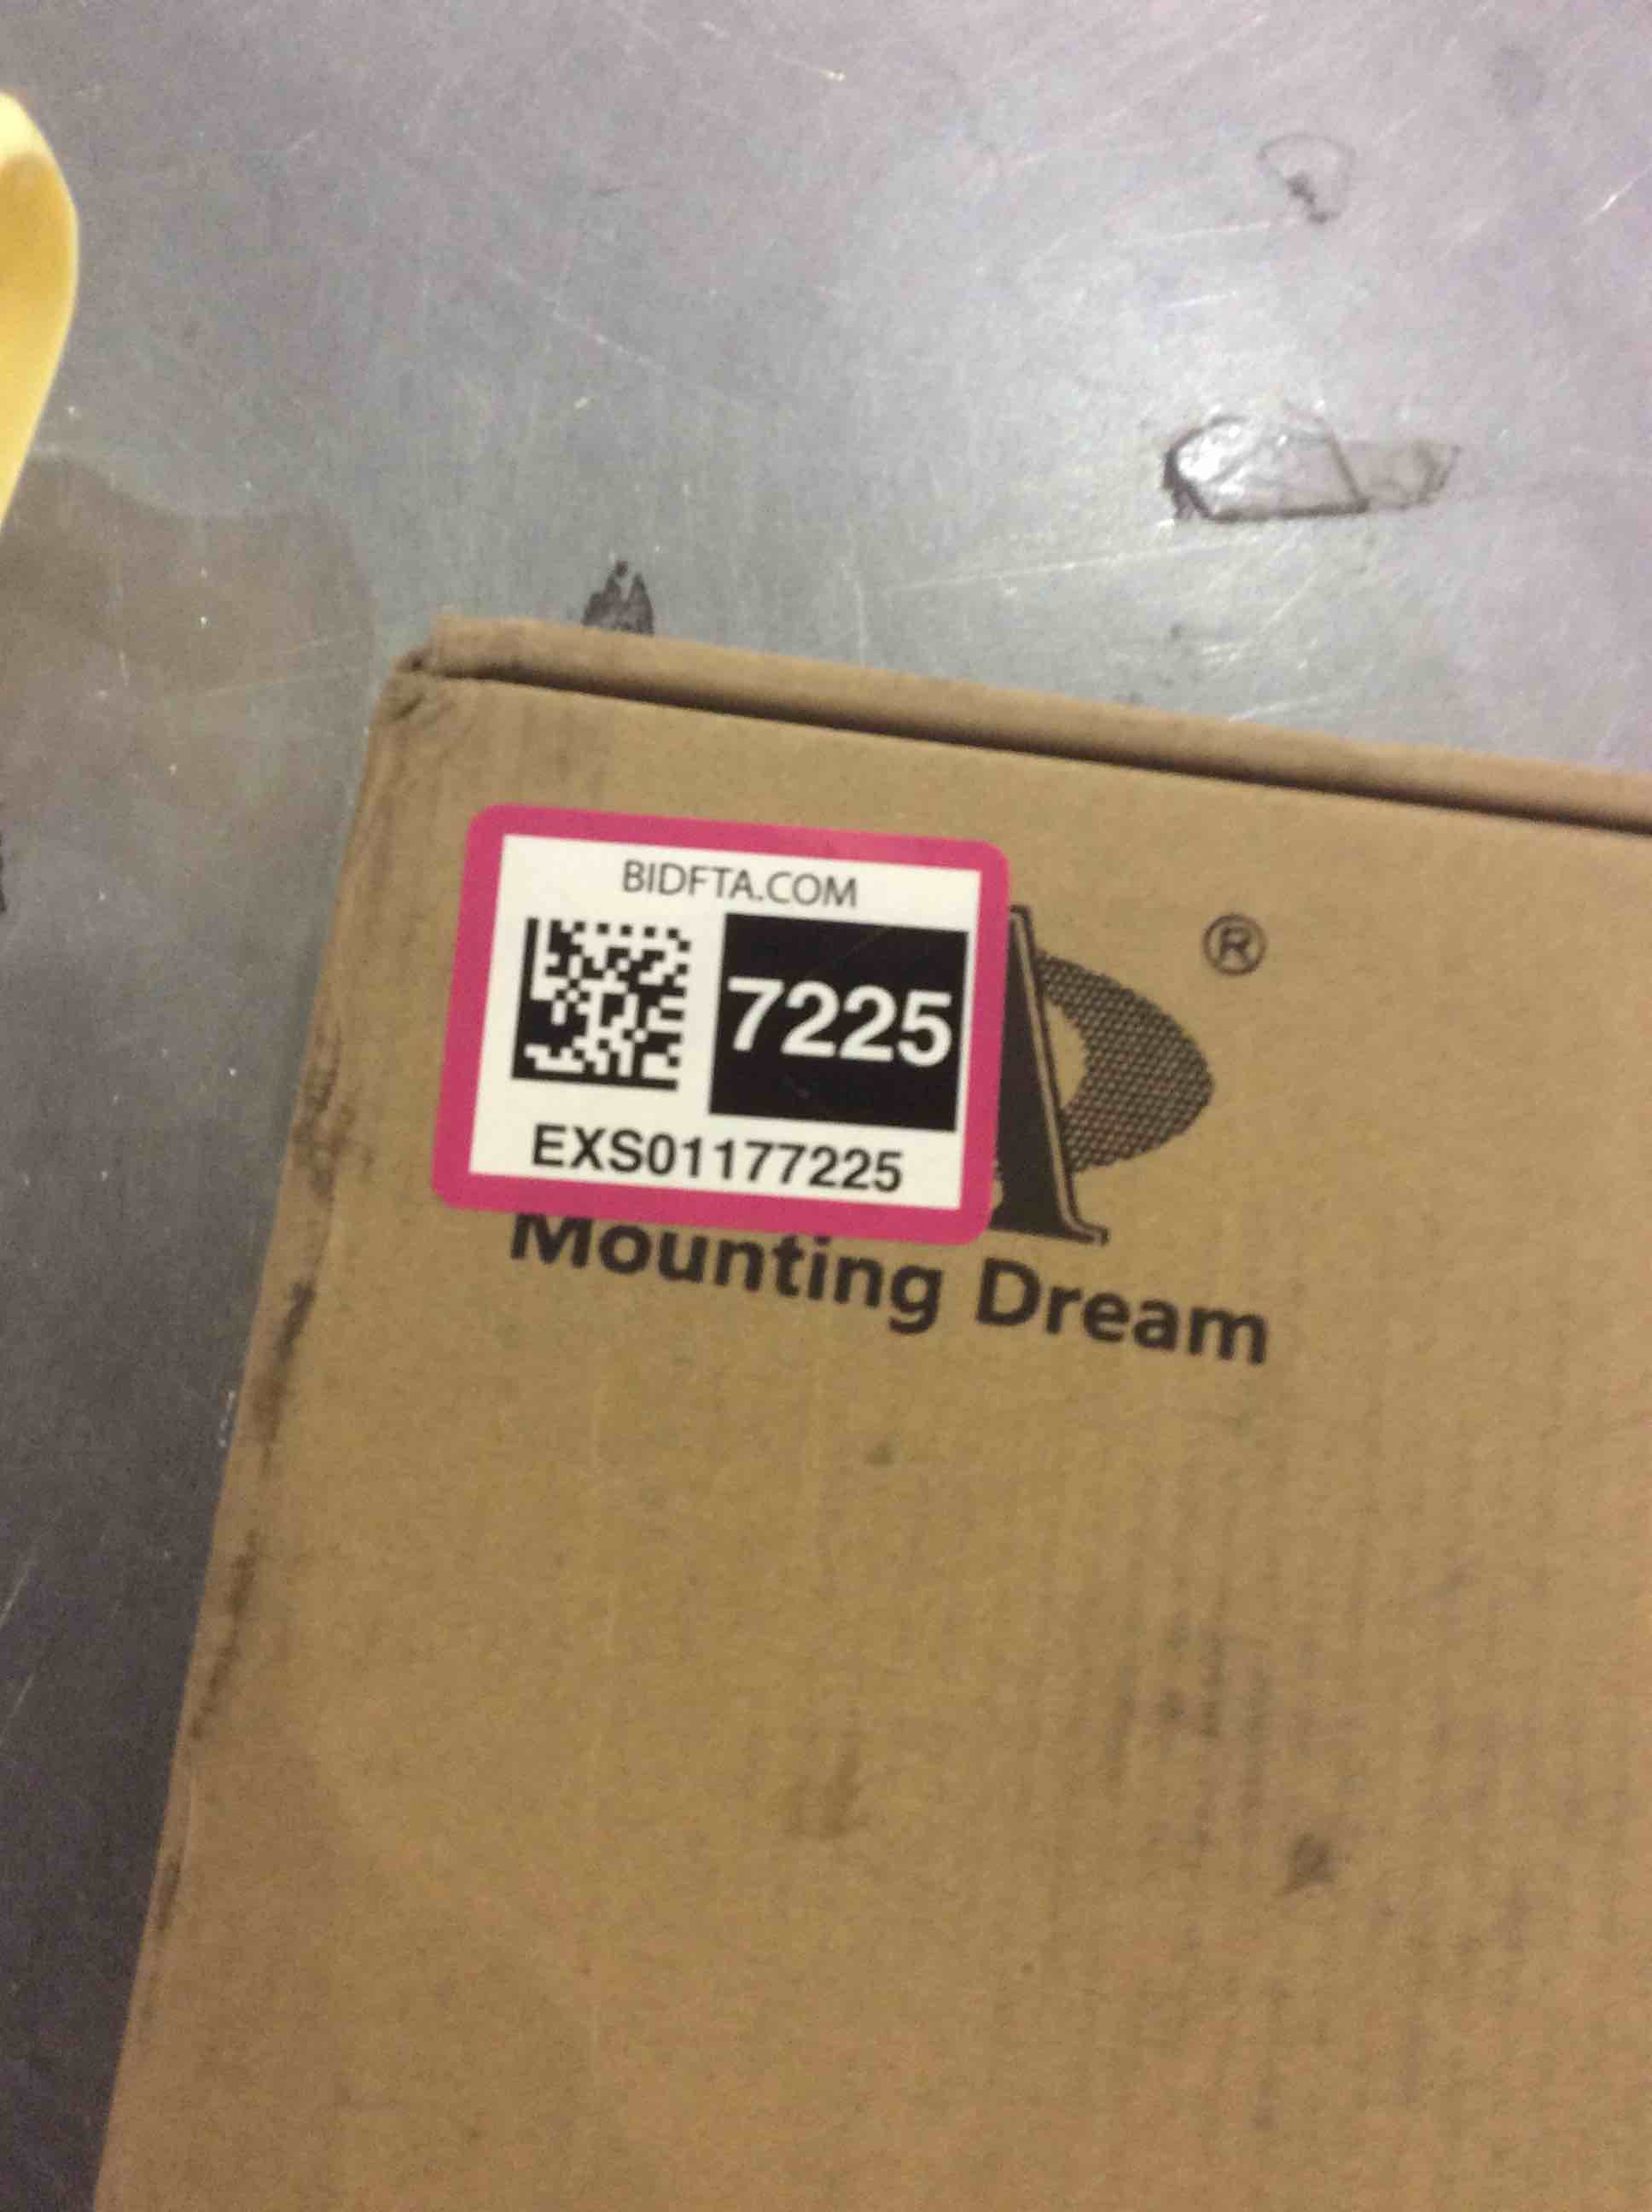 BIDFTA.COM
7225
EXS01177225
®
Mounting Dream